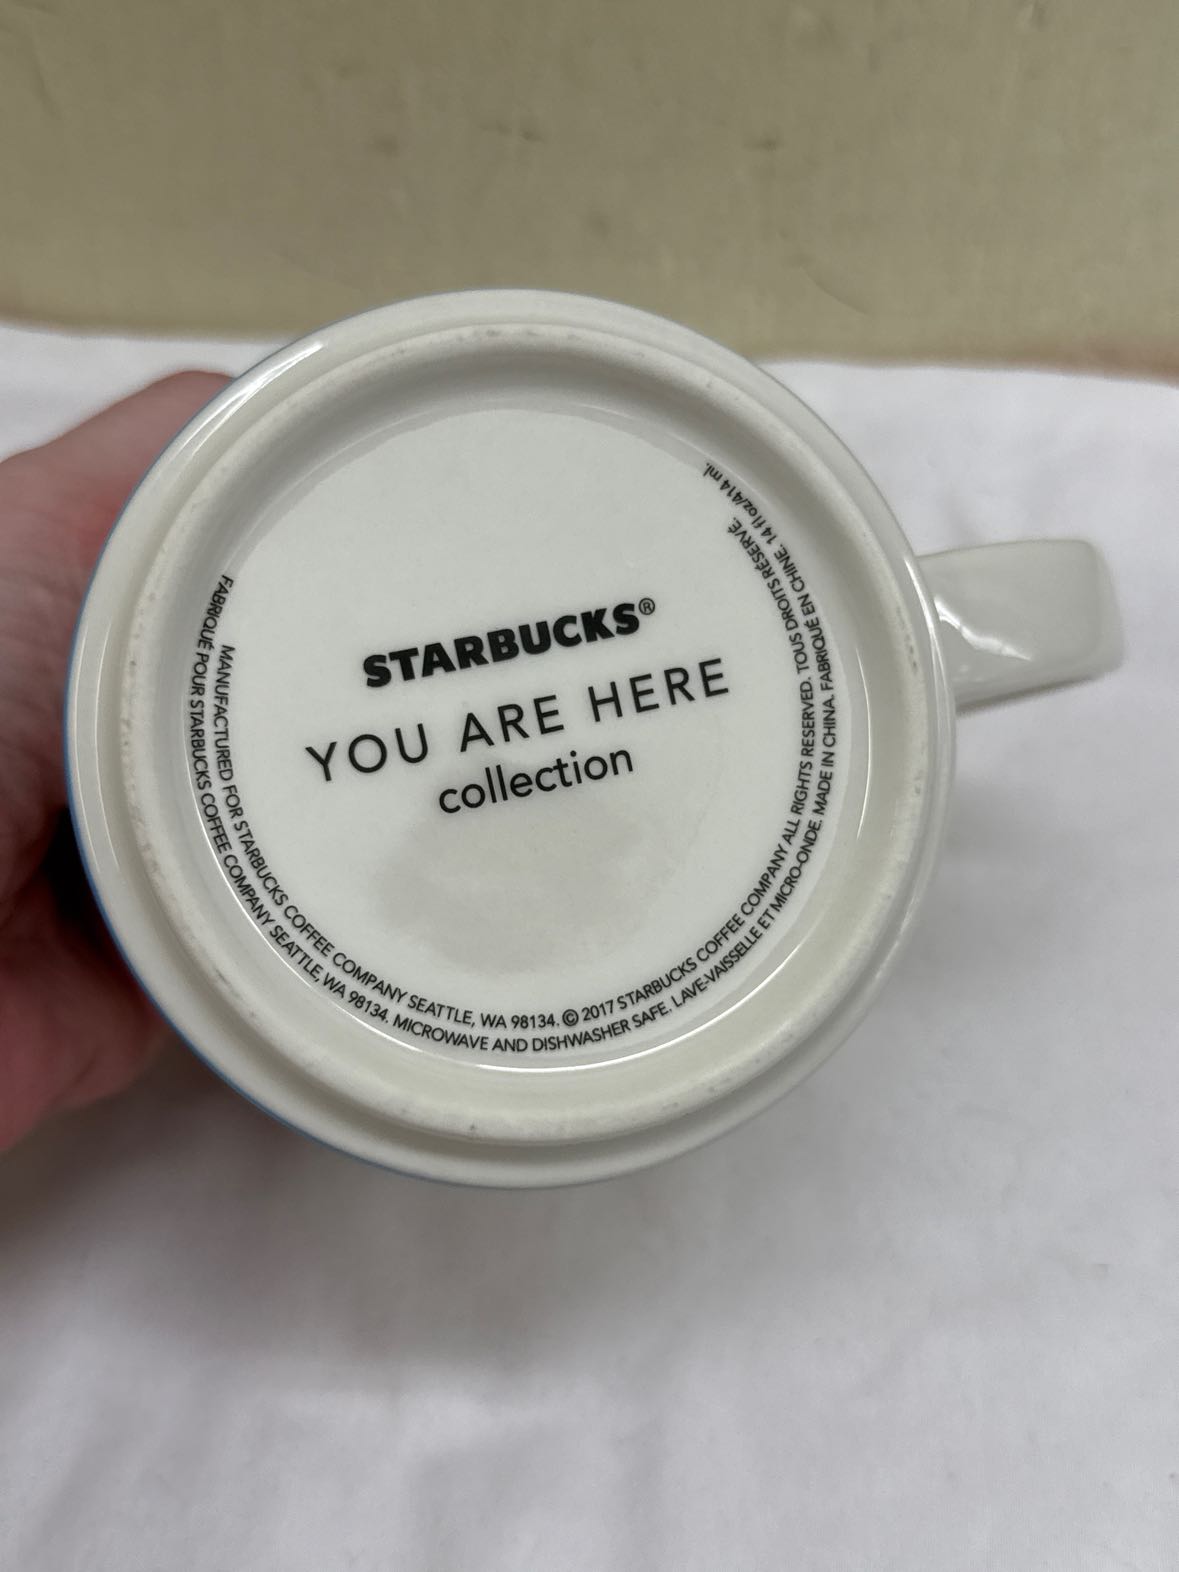 STARBUCKS®
YOU ARE HERE
collection
MANUFACTURED FOR STARBUCKS COFFEE COMPANY SEATTLE, WA 98134. © 2017 STARBUCKS COFFEE COMPANY ALL RIGHTS RESERVED. TOUS DROITS RÉSERVÉ.
FABRIQUÉ POUR STARBUCKS COFFEE COMPANY SEATTLE, WA 98134. MICROWAVE AND DISHWASHER SAFE. LAVE-VAISSELLE ET MICRO-ONDE. MADE IN CHINA. FABRIQUÉ EN CHINE. 14 fl oz/414 ml.